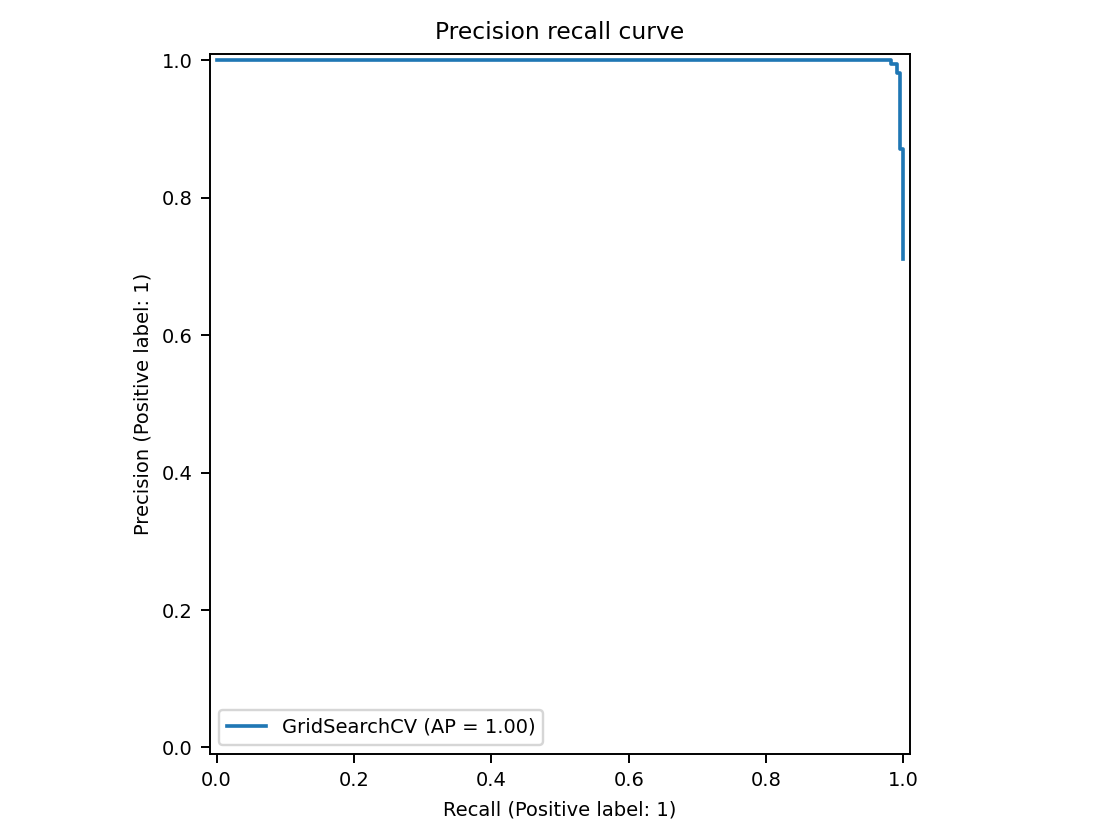 Precision recall curve
1.0
0.8
0.6
0.4
0.2
0.0
Precision (Positive label: 1)
GridSearchCV (AP = 1.00)
0.0 0.2 0.4 0.6 0.8 1.0
Recall (Positive label: 1)